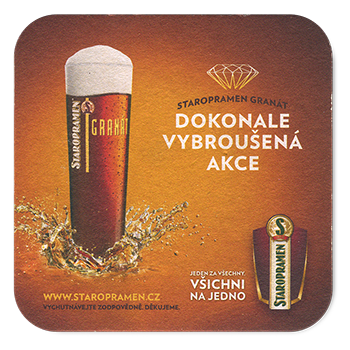 STAROPRAMEN
GRANÁT
STAROPRAMEN GRANÁT
DOKONALE
VYBROUŠENÁ
AKCE
JEDEN ZA VŠECHNY,
VŠICHNI
NA JEDNO
STAROPRAMEN
WWW.STAROPRAMEN.CZ
VYCHUTNÁVEJTE ZODPOVĚDNĚ. DĚKUJEME.